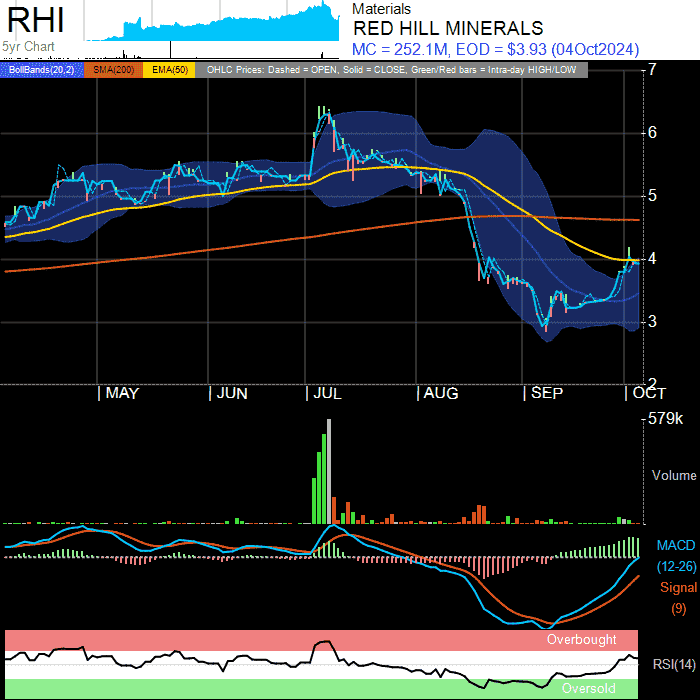 RHI
5yr Chart
Materials
RED HILL MINERALS
MC = 252.1M, EOD = $3.93 (04Oct2024)
BollBands(20,2) SMA(200) EMA(50) OHLC Prices: Dashed = OPEN, Solid = CLOSE, Green/Red bars = Intra-day HIGH/LOW
7
6
5
4
3
2
MAY JUN JUL AUG SEP OCT
579k
Volume
MACD
(12-26)
Signal
(9)
Overbought
RSI(14)
Oversold